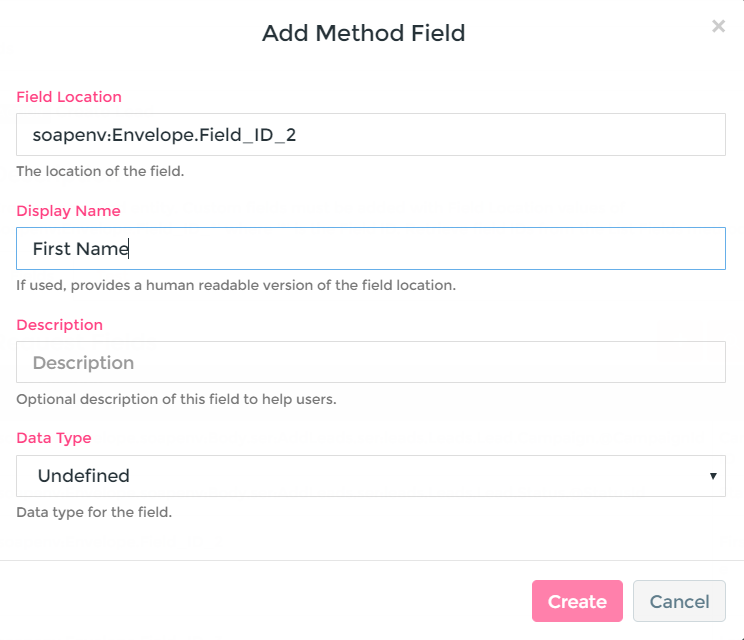 Add Method Field
×
Field Location
soapenv:Envelope.Field_ID_2
The location of the field.
Display Name
First Name
If used, provides a human readable version of the field location.
Description
Description
Optional description of this field to help users.
Data Type
Undefined
Data type for the field.
Create Cancel